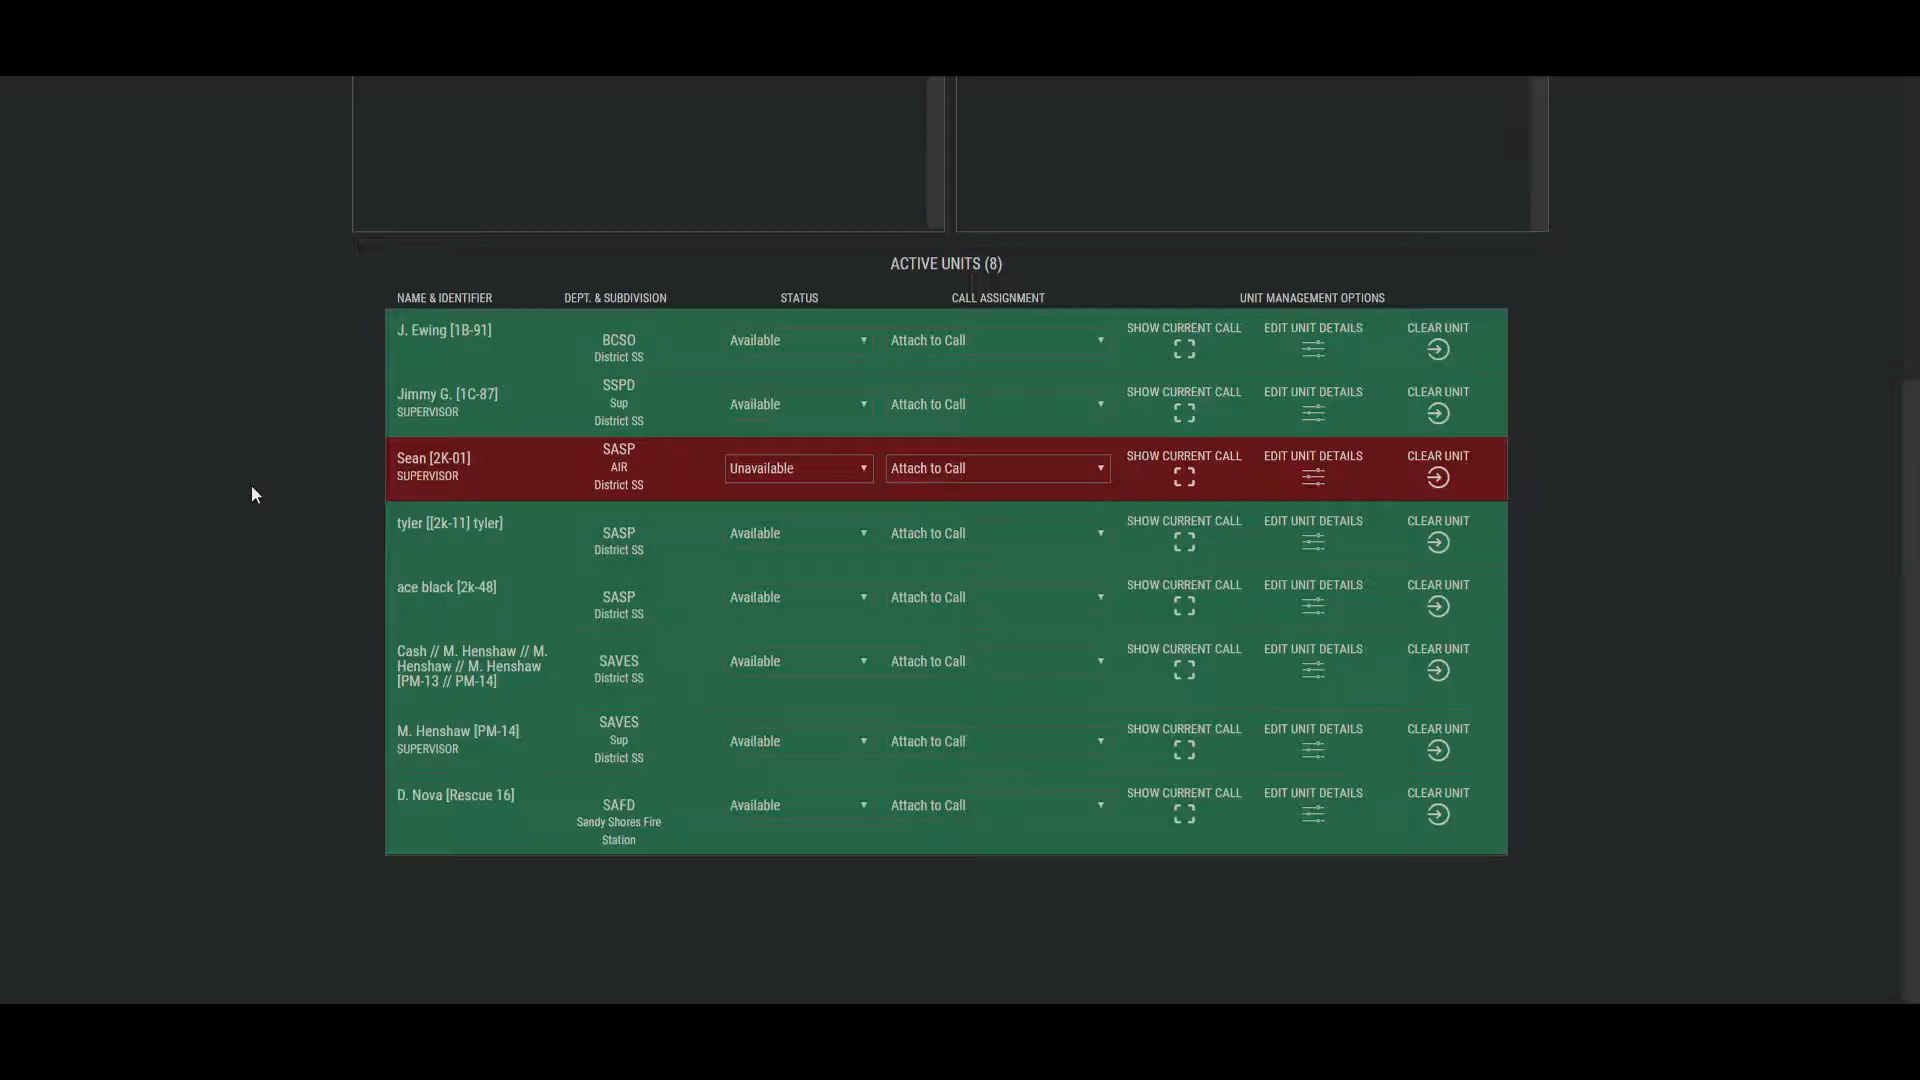 ACTIVE UNITS (8)
NAME & IDENTIFIER DEPT. & SUBDIVISION STATUS CALL ASSIGNMENT UNIT MANAGEMENT OPTIONS
J. Ewing [1B-91]
BCSO
District SS
Available
Attach to Call
SHOW CURRENT CALL EDIT UNIT DETAILS CLEAR UNIT
Jimmy G. [1C-87]
SUPERVISOR
SSPD
Sup
District SS
Available
Attach to Call
SHOW CURRENT CALL EDIT UNIT DETAILS CLEAR UNIT
Sean [2K-01]
SUPERVISOR
SASP
AIR
District SS
Unavailable
Attach to Call
SHOW CURRENT CALL EDIT UNIT DETAILS CLEAR UNIT
tyler [[2k-11] tyler]
SASP
District SS
Available
Attach to Call
SHOW CURRENT CALL EDIT UNIT DETAILS CLEAR UNIT
ace black [2k-48]
SASP
District SS
Available
Attach to Call
SHOW CURRENT CALL EDIT UNIT DETAILS CLEAR UNIT
Cash // M. Henshaw // M.
Henshaw // M. Henshaw
[PM-13 // PM-14]
SAVES
District SS
Available
Attach to Call
SHOW CURRENT CALL EDIT UNIT DETAILS CLEAR UNIT
M. Henshaw [PM-14]
SUPERVISOR
SAVES
Sup
District SS
Available
Attach to Call
SHOW CURRENT CALL EDIT UNIT DETAILS CLEAR UNIT
D. Nova [Rescue 16]
SAFD
Sandy Shores Fire
Station
Available
Attach to Call
SHOW CURRENT CALL EDIT UNIT DETAILS CLEAR UNIT